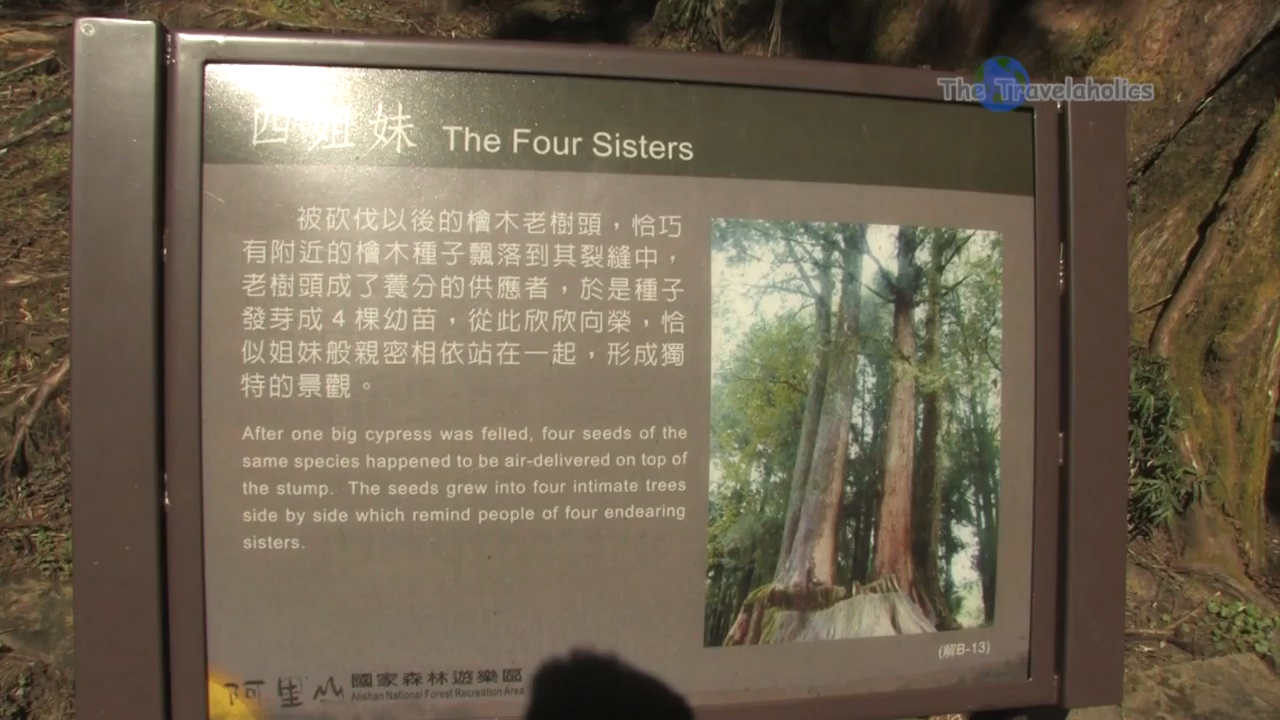 The Travelaholics
四姐妹 The Four Sisters
被砍伐以後的檜木老樹頭，恰巧
有附近的檜木種子飄落到其裂縫中，
老樹頭成了養分的供應者，於是種子
發芽成4棵幼苗，從此欣欣向榮，恰
似姐妹般親密相依站在一起，形成獨
特的景觀。
After one big cypress was felled, four seeds of the
same species happened to be air-delivered on top of
the stump. The seeds grew into four intimate trees
side by side which remind people of four endearing
sisters.
(解B-13)
阿里山 國家森林遊樂區
Alishan National Forest Recreation Area